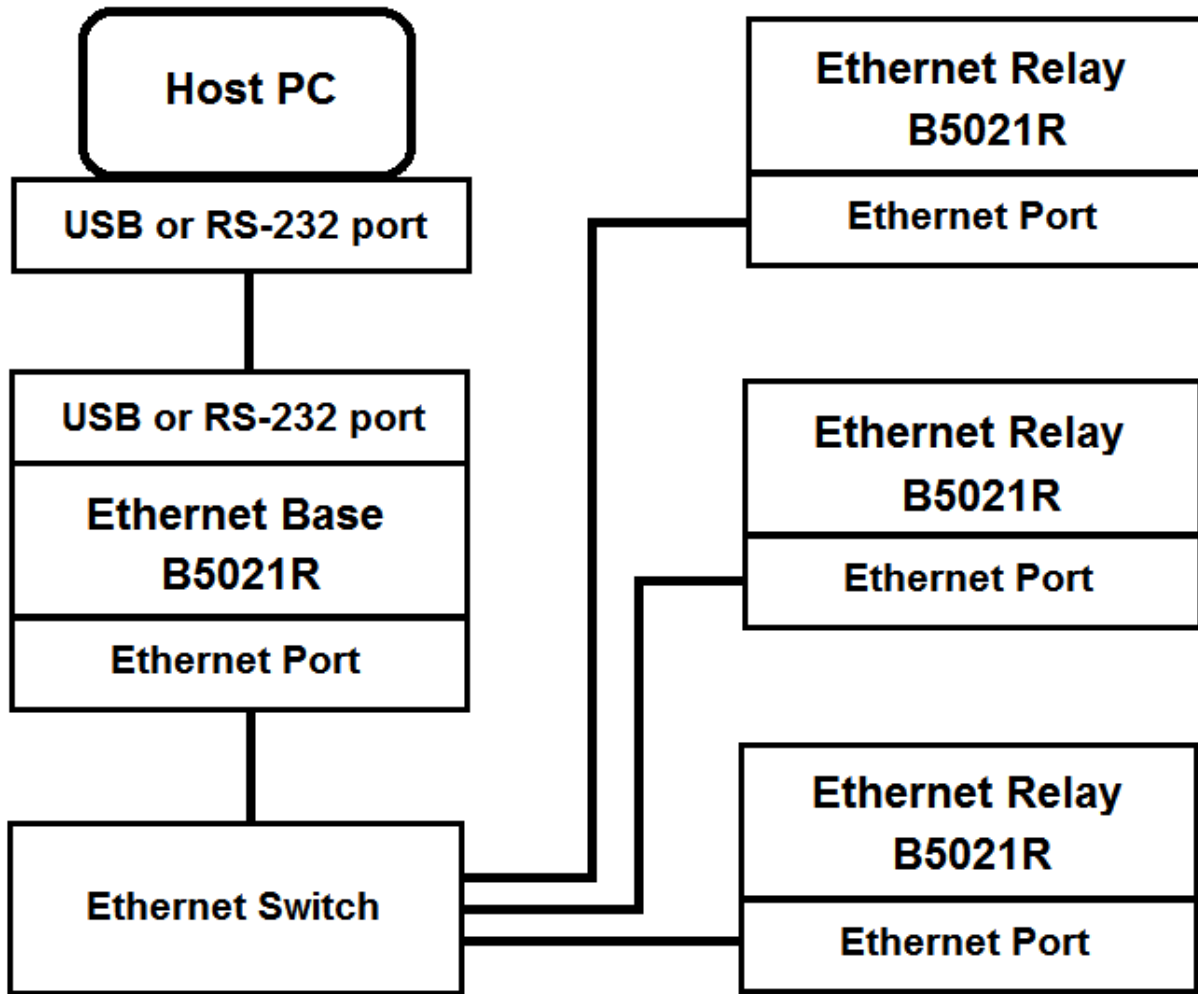 Host PC
USB or RS-232 port
USB or RS-232 port
Ethernet Base
B5021R
Ethernet Port
Ethernet Switch
Ethernet Relay
B5021R
Ethernet Port
Ethernet Relay
B5021R
Ethernet Port
Ethernet Relay
B5021R
Ethernet Port